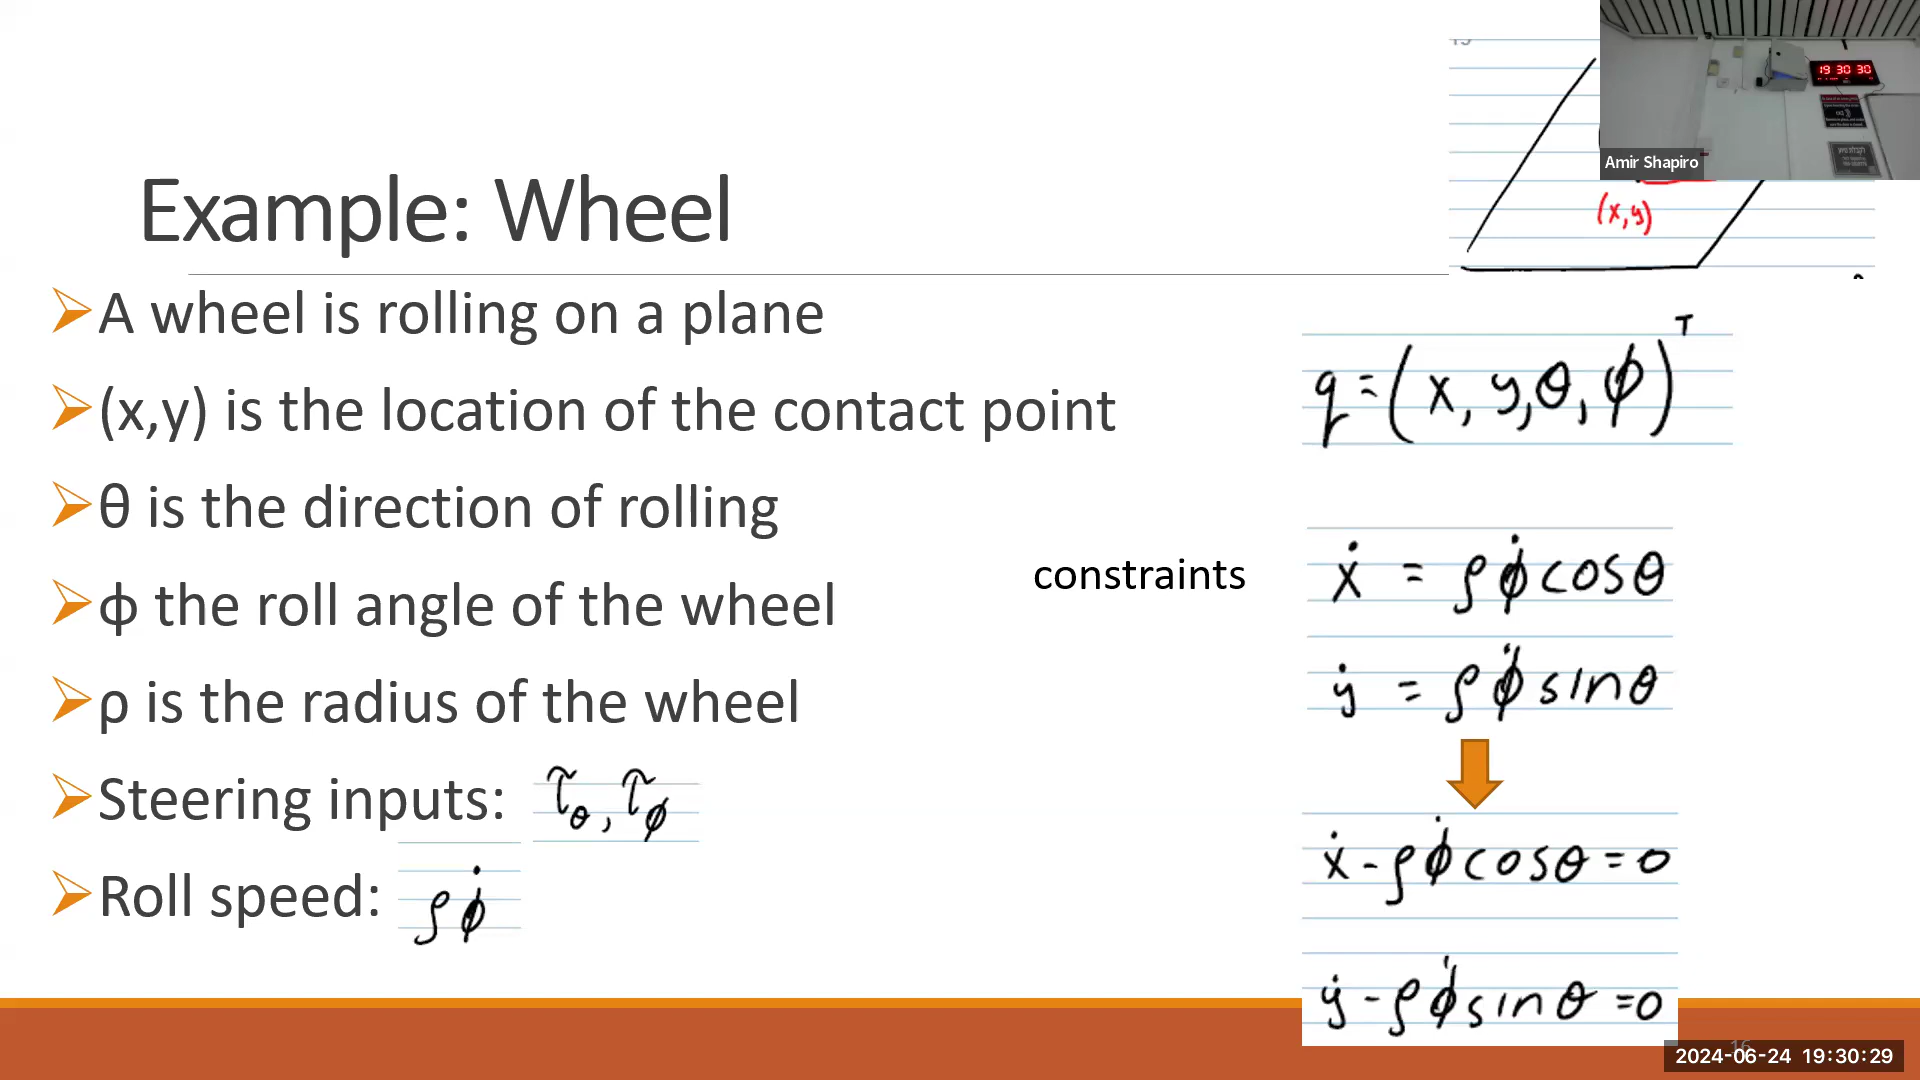 19 30 30
Amir Shapiro
(x,y)
Example: Wheel
A wheel is rolling on a plane
(x,y) is the location of the contact point
θ is the direction of rolling
ϕ the roll angle of the wheel
ρ is the radius of the wheel
Steering inputs: τ_θ, τ_ϕ
Roll speed: ρϕ̇
q = (x, y, θ, ϕ)^T
constraints
ẋ = ρϕ̇cosθ
ẏ = ρϕ̇sinθ
ẋ - ρϕ̇cosθ = 0
ẏ - ρϕ̇sinθ = 0
16
2024-06-24 19:30:29